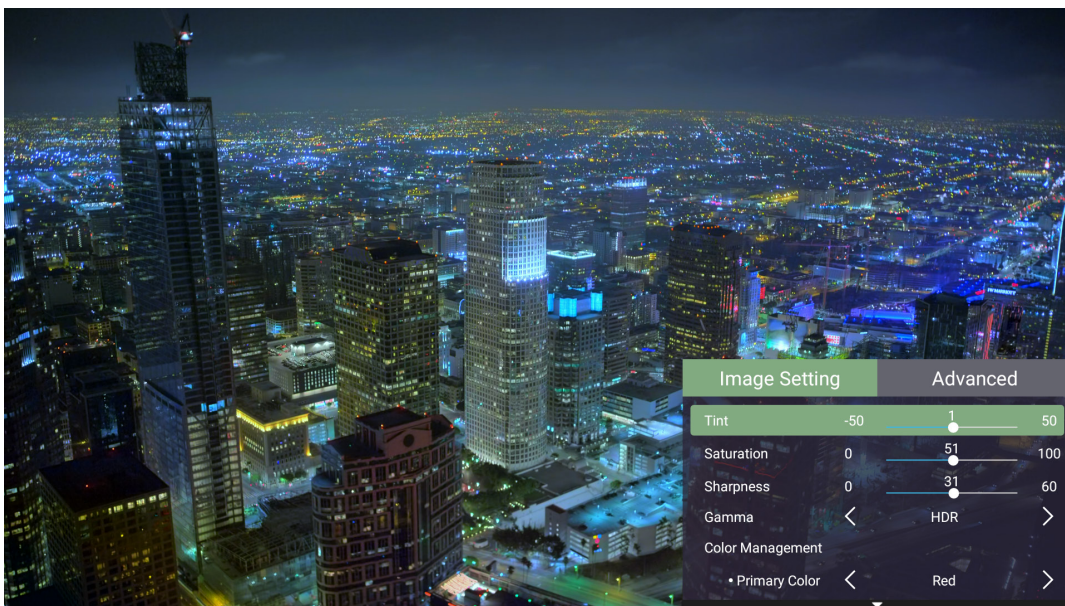 Image Setting Advanced
Tint -50 1 50
Saturation 0 51 100
Sharpness 0 31 60
Gamma < HDR >
Color Management
• Primary Color < Red >